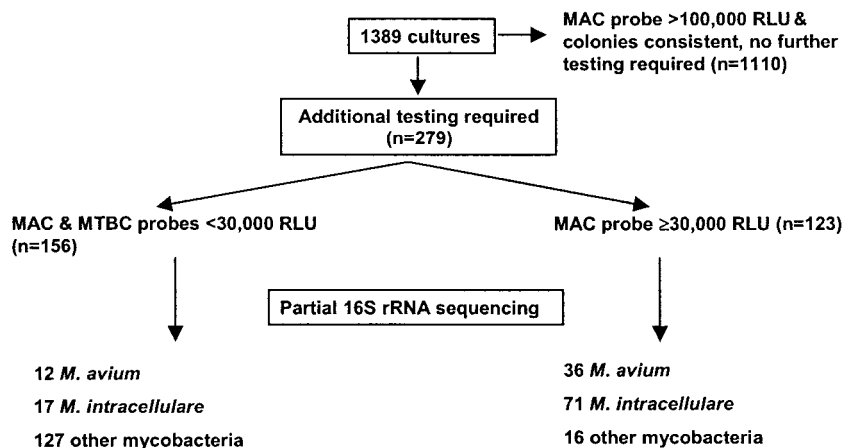 1389 cultures
MAC probe >100,000 RLU &
colonies consistent, no further
testing required (n=1110)
Additional testing required
(n=279)
MAC & MTBC probes <30,000 RLU
(n=156)
MAC probe ≥30,000 RLU (n=123)
Partial 16S rRNA sequencing
12 M. avium
17 M. intracellulare
127 other mycobacteria
36 M. avium
71 M. intracellulare
16 other mycobacteria